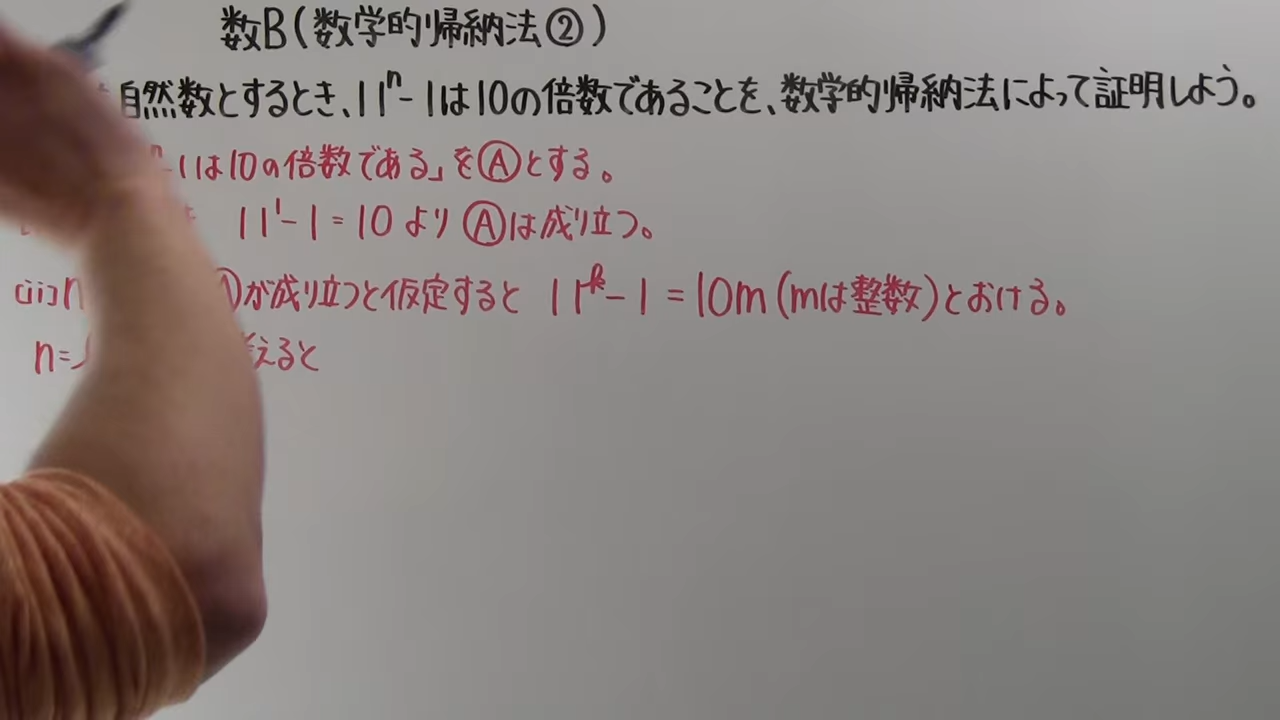 数B(数学的帰納法②)
自然数とするとき、11ⁿ-1は10の倍数であることを、数学的帰納法によって証明しよう。
ⁿ-1は10の倍数である」をⒶとする。
11¹-1=10よりⒶは成り立つ。
(ii)n Ⓐが成り立つと仮定すると 11ᵏ-1=10m(mは整数)とおける。
n= えると